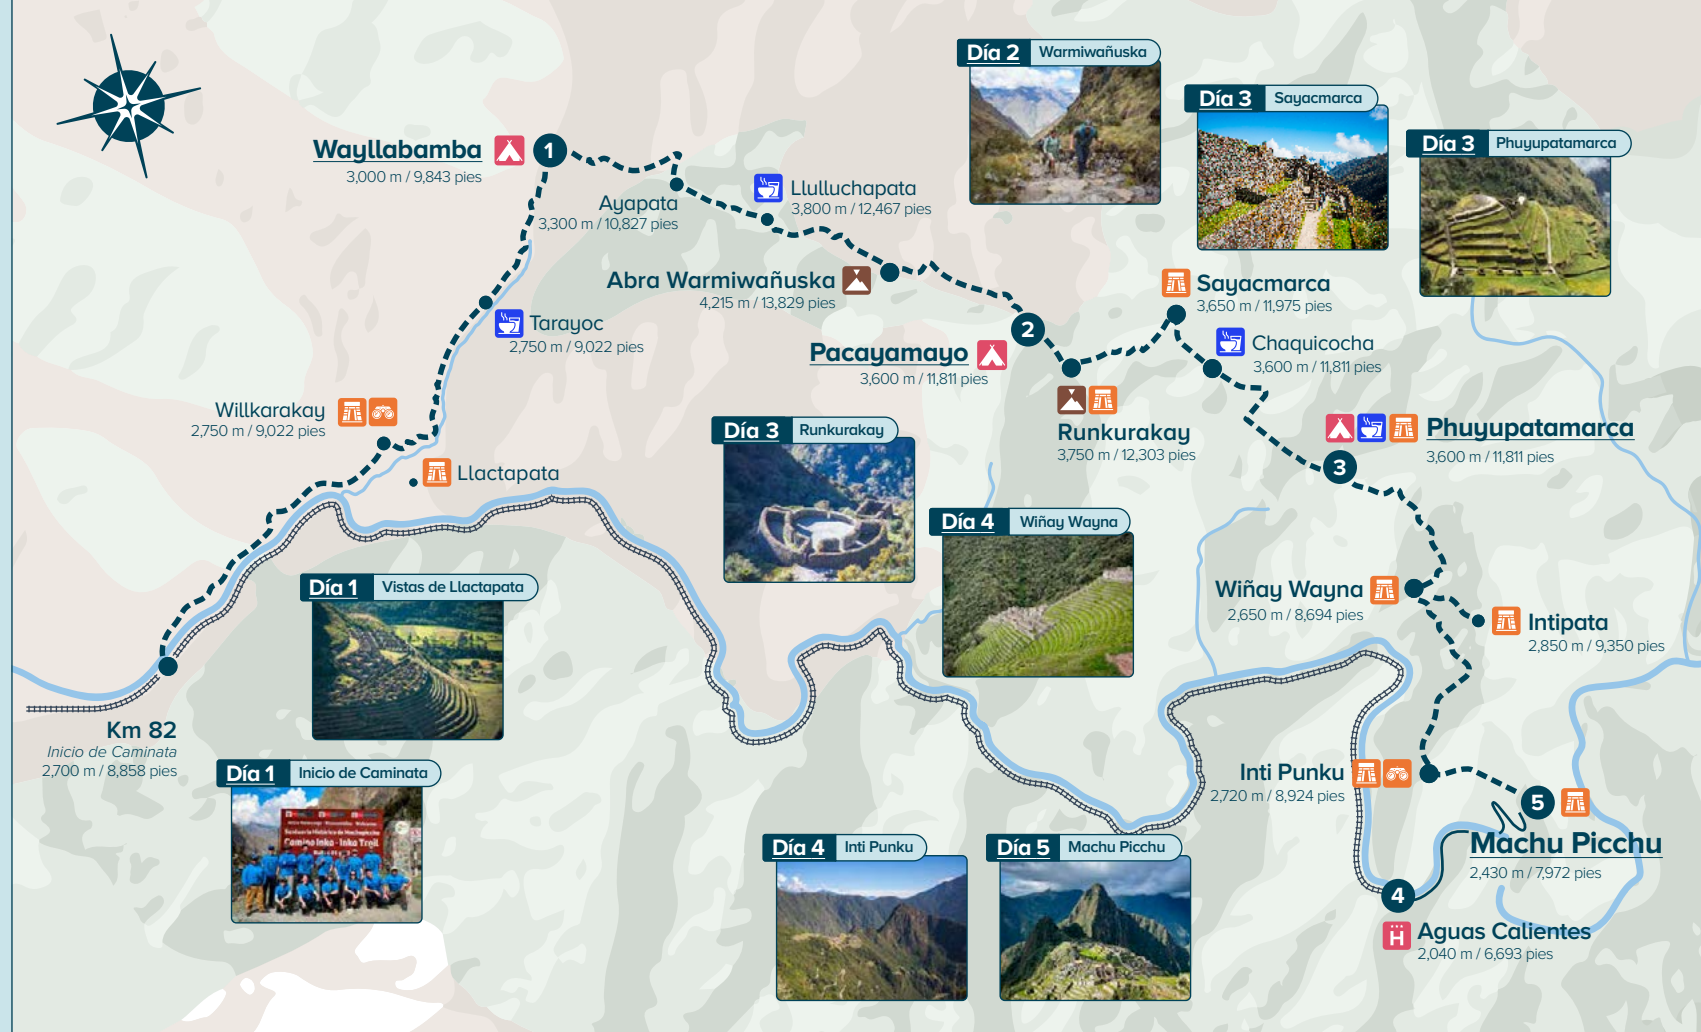 Día 2 Warmiwañuska
Día 3 Sayacmarca
Día 3 Phuyupatamarca
Wayllabamba
3,000 m / 9,843 pies
1
Ayapata
3,300 m / 10,827 pies
Llulluchapata
3,800 m / 12,467 pies
Abra Warmiwañuska
4,215 m / 13,829 pies
Tarayoc
2,750 m / 9,022 pies
2
Pacayamayo
3,600 m / 11,811 pies
Sayacmarca
3,650 m / 11,975 pies
Chaquicocha
3,600 m / 11,811 pies
Willkarakay
2,750 m / 9,022 pies
Llactapata
Día 3 Runkurakay
Runkurakay
3,750 m / 12,303 pies
Phuyupatamarca
3,600 m / 11,811 pies
3
Día 4 Wiñay Wayna
Día 1 Vistas de Llactapata
Wiñay Wayna
2,650 m / 8,694 pies
Intipata
2,850 m / 9,350 pies
Km 82
Inicio de Caminata
2,700 m / 8,858 pies
Día 1 Inicio de Caminata
Camino Inka - Inka Trail
Inti Punku
2,720 m / 8,924 pies
5
Machu Picchu
2,430 m / 7,972 pies
Día 4 Inti Punku
Día 5 Machu Picchu
4
H
Aguas Calientes
2,040 m / 6,693 pies